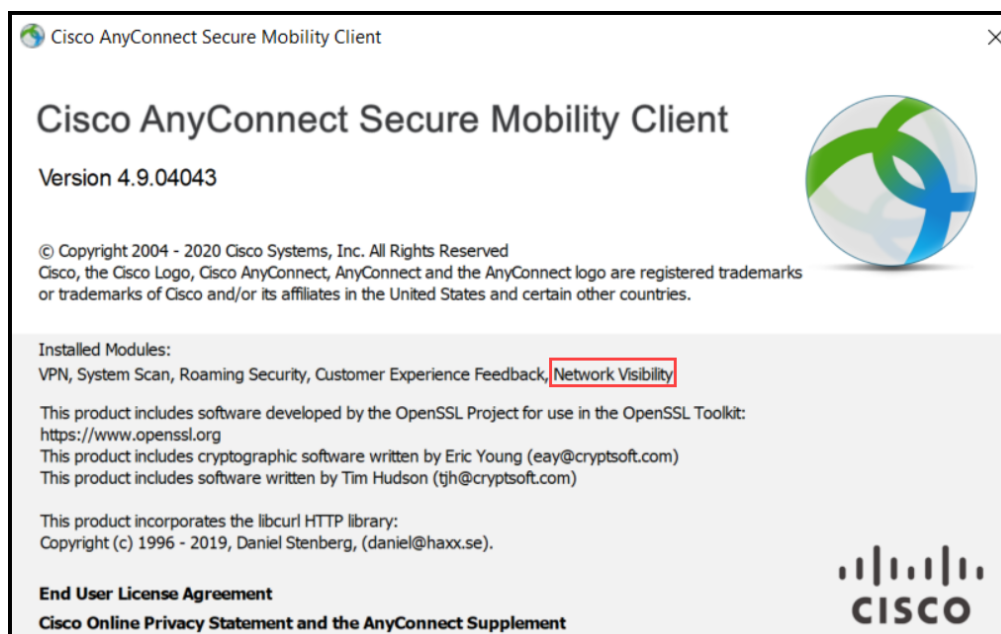 Cisco AnyConnect Secure Mobility Client
Cisco AnyConnect Secure Mobility Client
Version 4.9.04043
© Copyright 2004 - 2020 Cisco Systems, Inc. All Rights Reserved
Cisco, the Cisco Logo, Cisco AnyConnect, AnyConnect and the AnyConnect logo are registered trademarks
or trademarks of Cisco and/or its affiliates in the United States and certain other countries.
Installed Modules:
VPN, System Scan, Roaming Security, Customer Experience Feedback, Network Visibility
This product includes software developed by the OpenSSL Project for use in the OpenSSL Toolkit:
https://www.openssl.org
This product includes cryptographic software written by Eric Young (eay@cryptsoft.com)
This product includes software written by Tim Hudson (tjh@cryptsoft.com)
This product incorporates the libcurl HTTP library:
Copyright (c) 1996 - 2019, Daniel Stenberg, (daniel@haxx.se).
End User License Agreement
Cisco Online Privacy Statement and the AnyConnect Supplement
CISCO